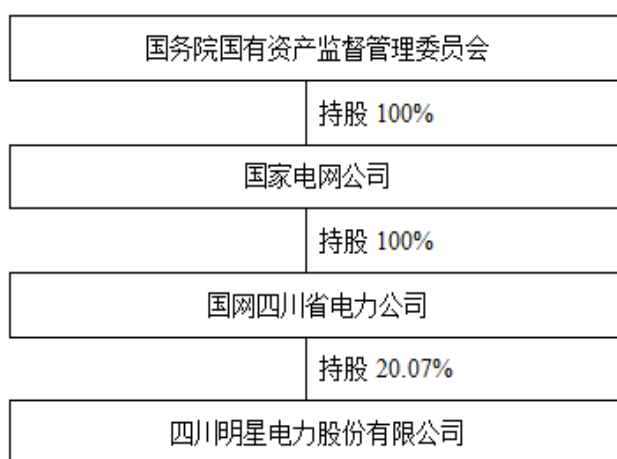 国务院国有资产监督管理委员会
持股 100%
国家电网公司
持股 100%
国网四川省电力公司
持股 20.07%
四川明星电力股份有限公司